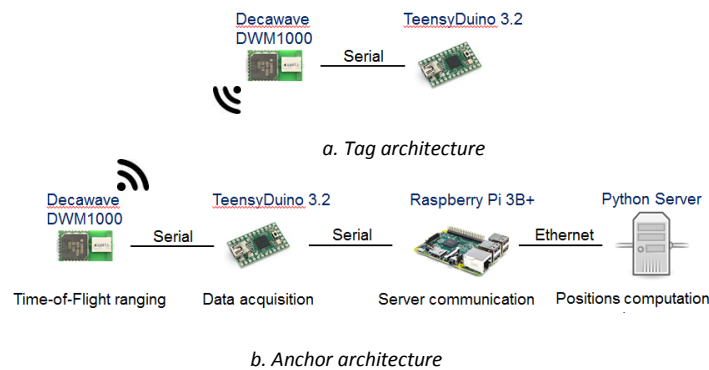 Decawave
DWM1000
TeensyDuino 3.2
Serial
a. Tag architecture
Decawave
DWM1000
TeensyDuino 3.2
Raspberry Pi 3B+
Python Server
Serial
Serial
Ethernet
Time-of-Flight ranging
Data acquisition
Server communication
Positions computation
b. Anchor architecture